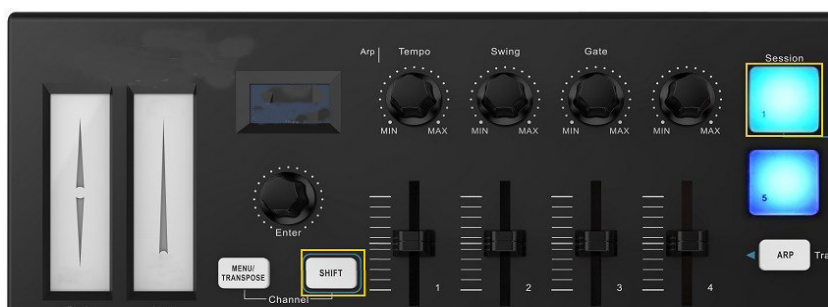 Session
Arp Tempo Swing Gate
1
MIN MAX MIN MAX MIN MAX MIN MAX
5
Enter
MENU/
TRANSPOSE
SHIFT
ARP Tra
Channel
1 2 3 4